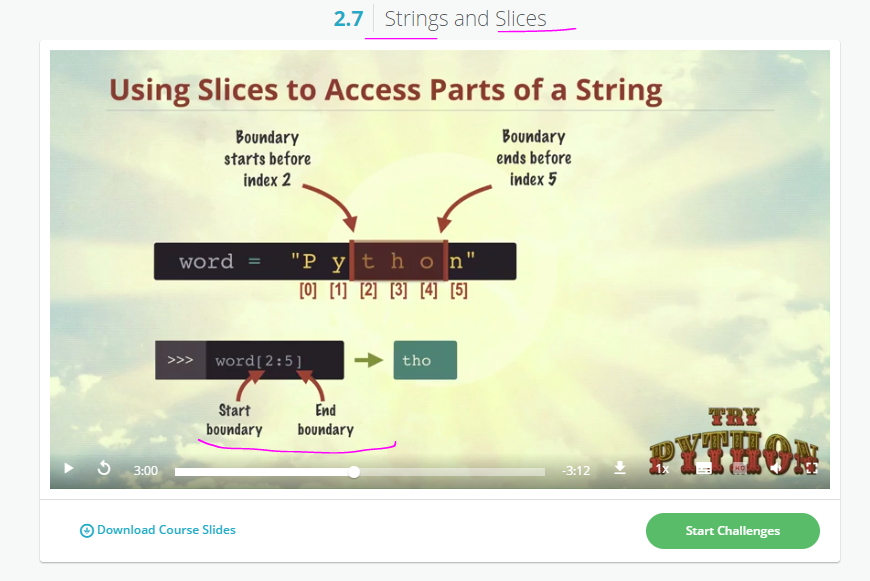 2.7 Strings and Slices
Using Slices to Access Parts of a String
Boundary
starts before
index 2
Boundary
ends before
index 5
word = "Python"
[0] [1] [2] [3] [4] [5]
>>> word[2:5] tho
Start
boundary
End
boundary
TRY
PYTHON
3:00 -3:12 1x HD
Download Course Slides
Start Challenges